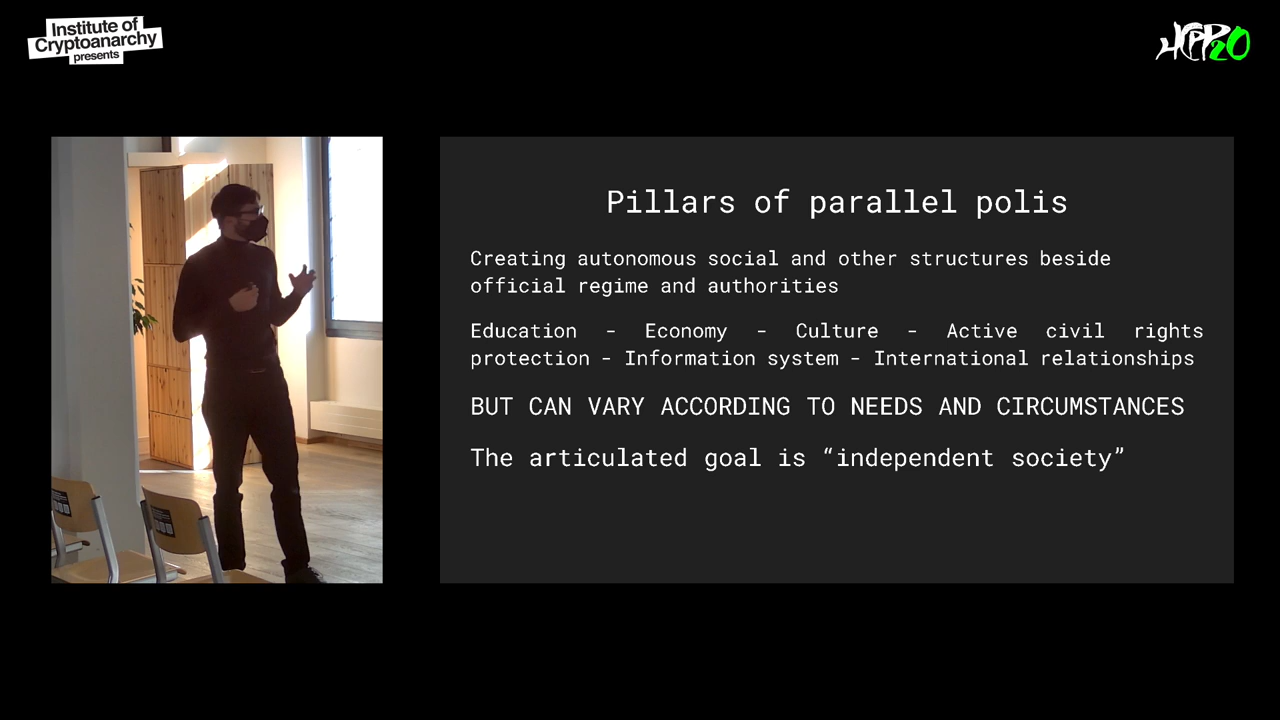 Institute of
Cryptoanarchy
presents
HCPP20
Pillars of parallel polis
Creating autonomous social and other structures beside
official regime and authorities
Education - Economy - Culture - Active civil rights
protection - Information system - International relationships
BUT CAN VARY ACCORDING TO NEEDS AND CIRCUMSTANCES
The articulated goal is “independent society”